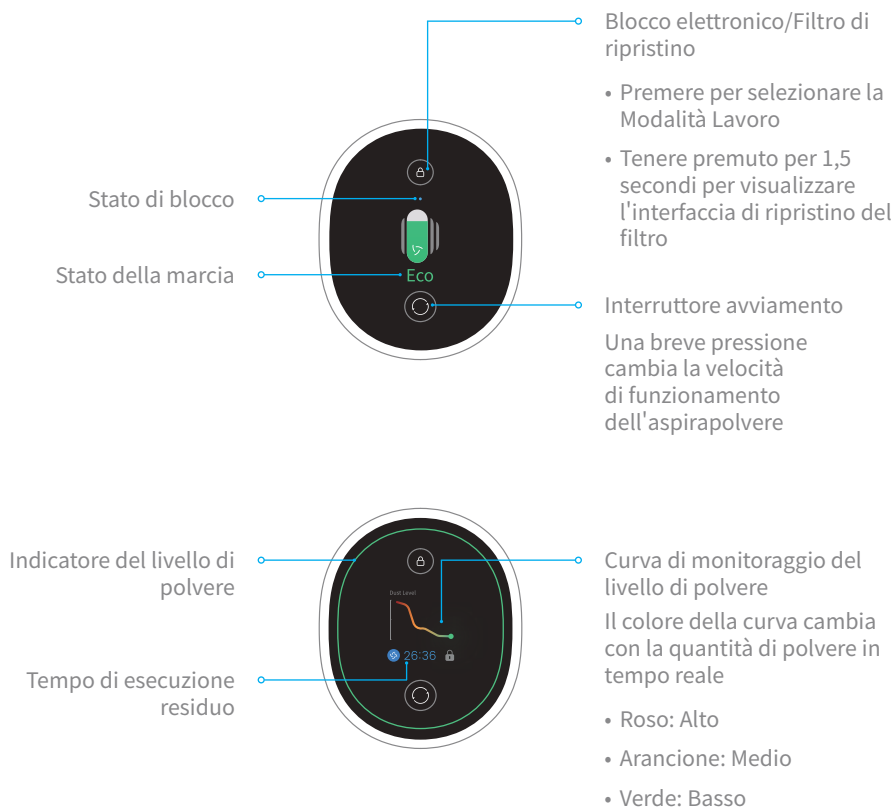 Blocco elettronico/Filtro di
ripristino
• Premere per selezionare la
Modalità Lavoro
• Tenere premuto per 1,5
secondi per visualizzare
l'interfaccia di ripristino del
filtro
Stato di blocco
Stato della marcia
Eco
Interruttore avviamento
Una breve pressione
cambia la velocità
di funzionamento
dell'aspirapolvere
Indicatore del livello di
polvere
Dust Level
26:36
Tempo di esecuzione
residuo
Curva di monitoraggio del
livello di polvere
Il colore della curva cambia
con la quantità di polvere in
tempo reale
• Roso: Alto
• Arancione: Medio
• Verde: Basso